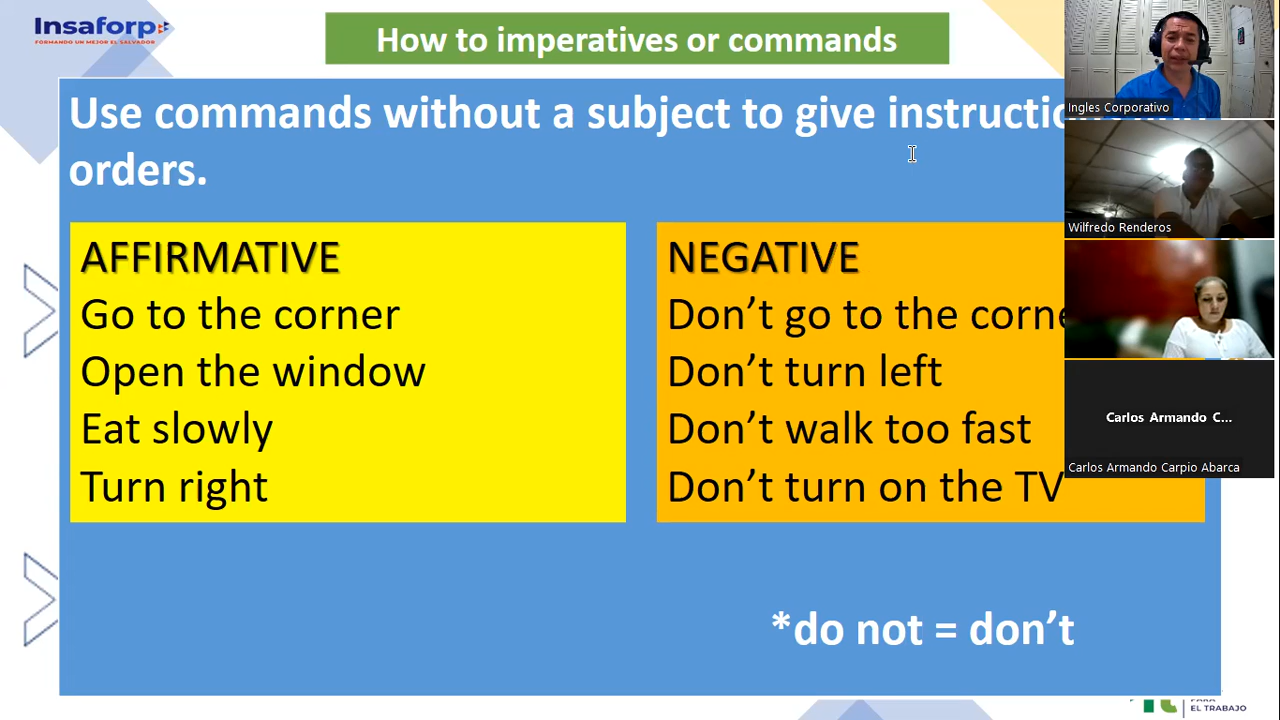 Insaforp
FORMANDO UN MEJOR EL SALVADOR
How to imperatives or commands
Use commands without a subject to give
orders.
AFFIRMATIVE
Go to the corner
Open the window
Eat slowly
Turn right
NEGATIVE
Don’t go to the corne
Don’t turn left
Don’t walk too fast
Don’t turn on the TV
*do not = don’t
Ingles Corporativo
Wilfredo Renderos
Carlos Armando C...
Carlos Armando Carpio Abarca
EL TRABAJO